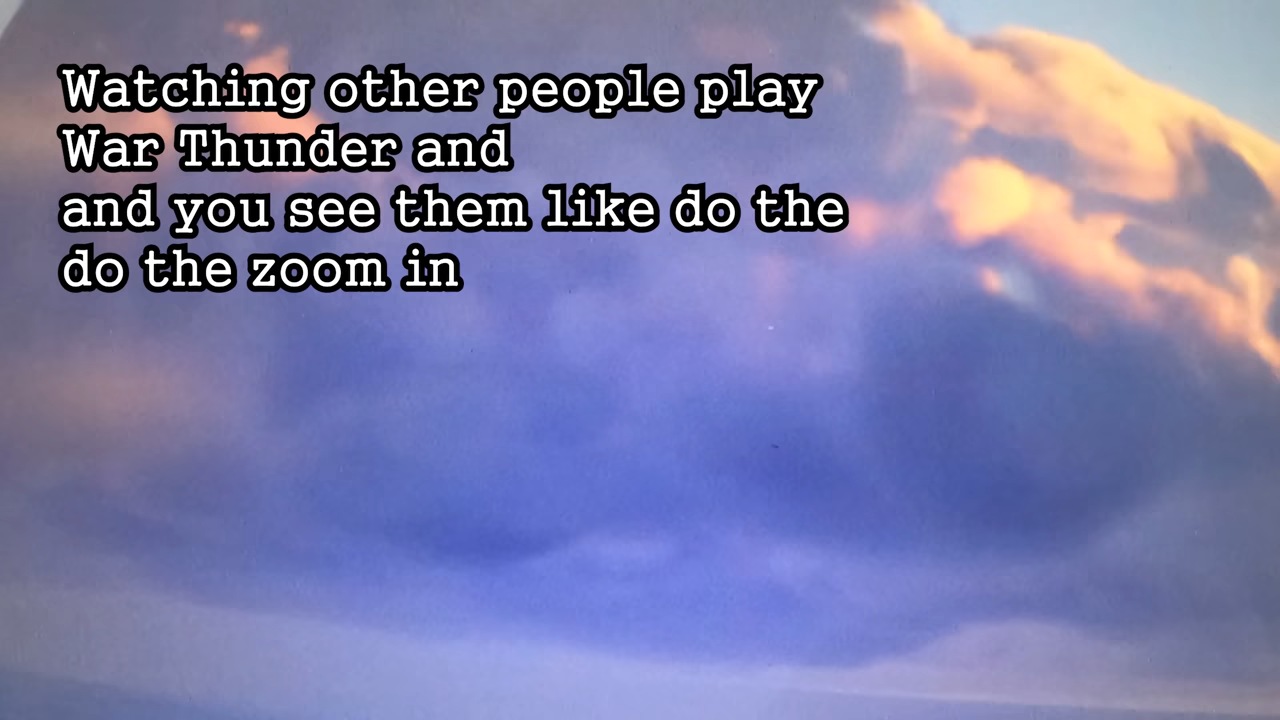 Watching other people play
War Thunder and
and you see them like do the
do the zoom in